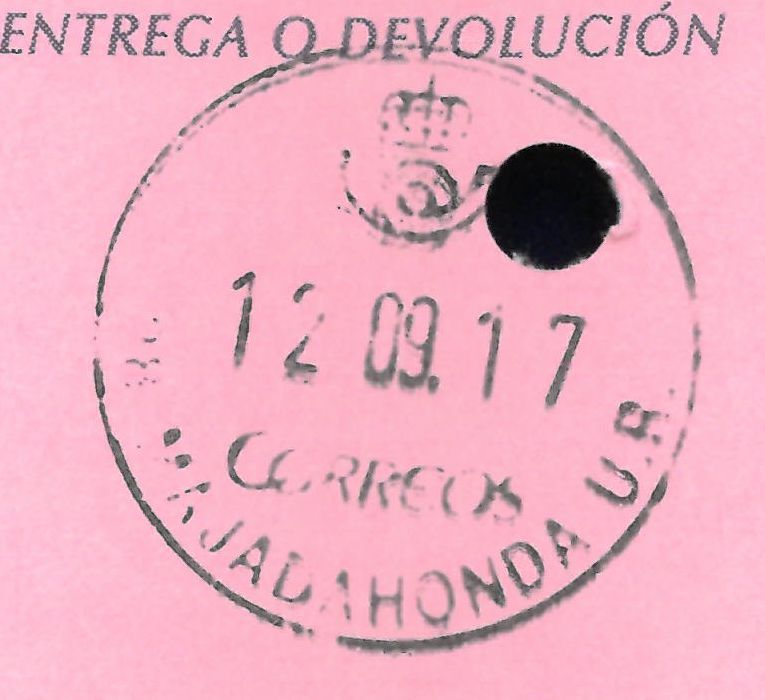 ENTREGA O DEVOLUCIÓN
12 09. 17
CORREOS
MAJADAHONDA U.R.